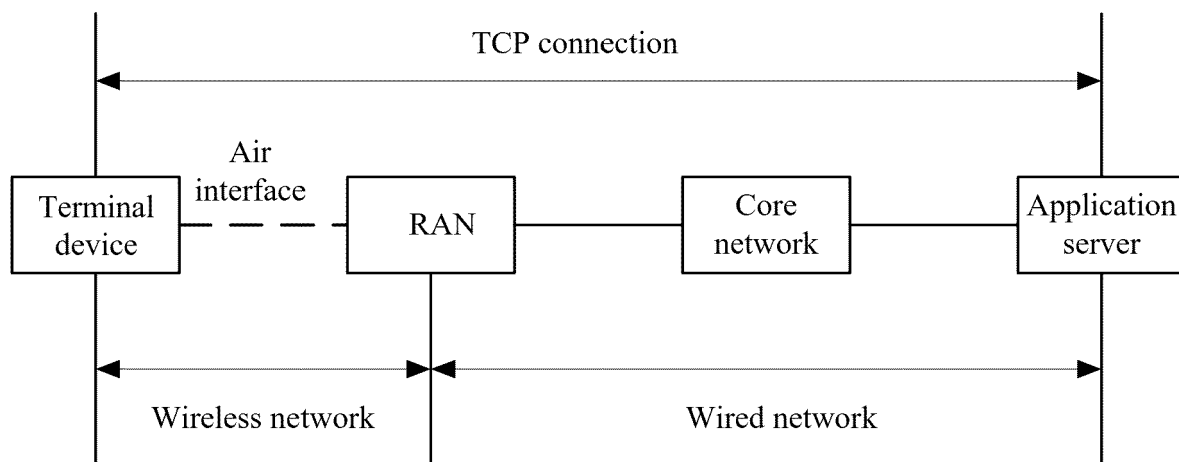 TCP connection
Air
interface
Terminal
device
RAN
Core
network
Application
server
Wireless network
Wired network